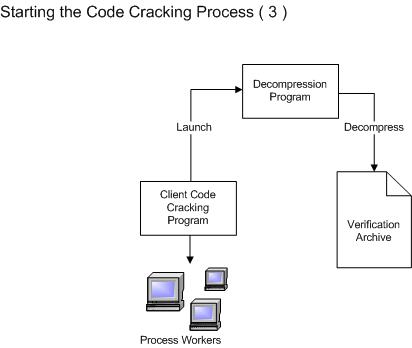 Starting the Code Cracking Process ( 3 )
Decompression
Program
Launch
Decompress
Client Code
Cracking
Program
Verification
Archive
Process Workers